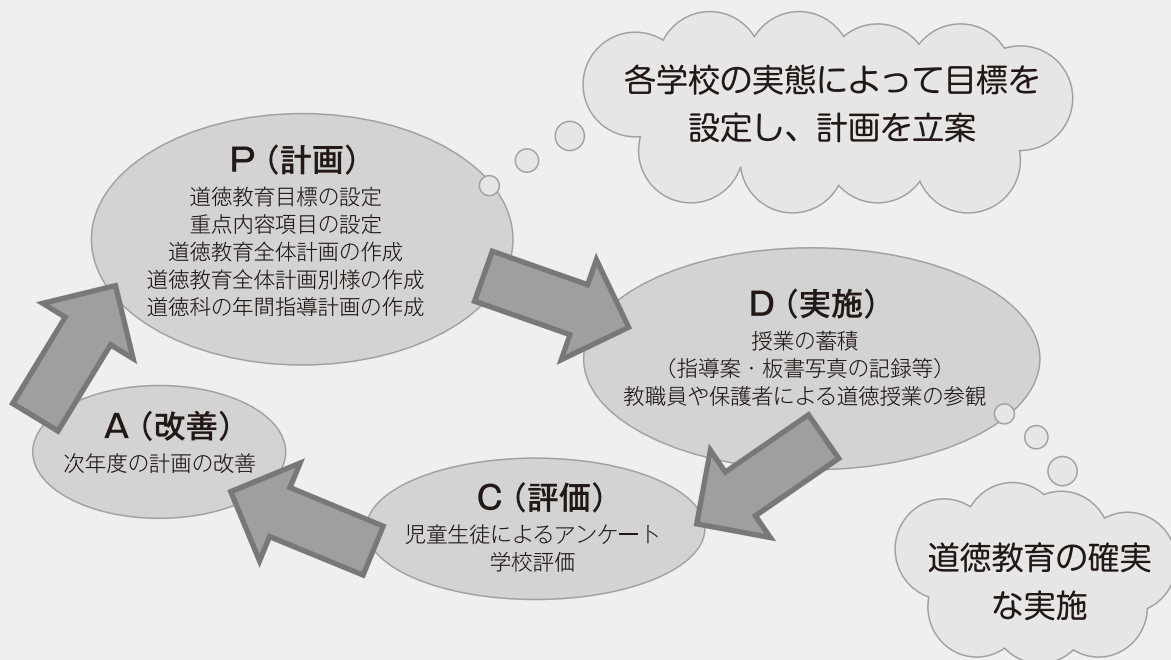 各学校の実態によって目標を
設定し、計画を立案
P（計画）
道徳教育目標の設定
重点内容項目の設定
道徳教育全体計画の作成
道徳教育全体計画別様の作成
道徳科の年間指導計画の作成
D（実施）
授業の蓄積
（指導案・板書写真の記録等）
教職員や保護者による道徳授業の参観
A（改善）
次年度の計画の改善
C（評価）
児童生徒によるアンケート
学校評価
道徳教育の確実
な実施